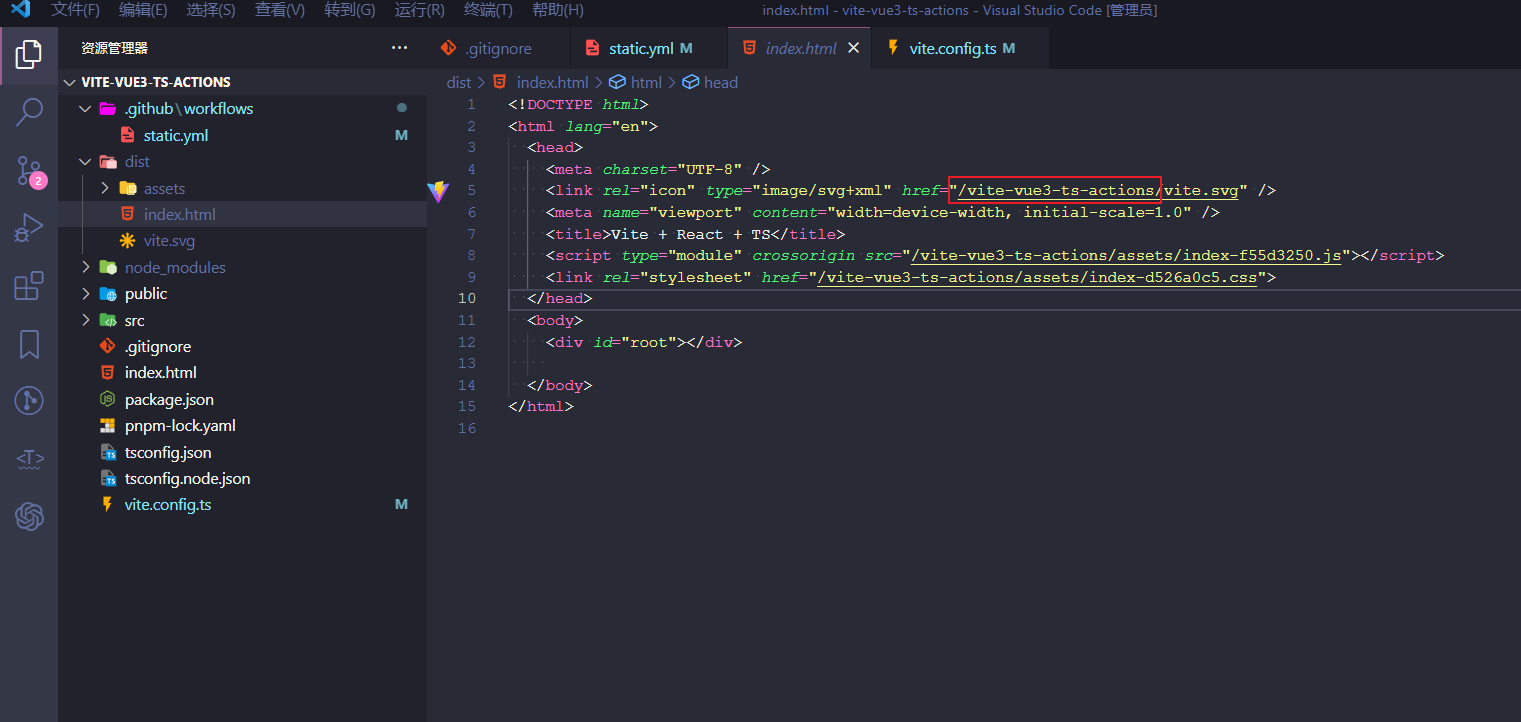 文件(F) 编辑(E) 选择(S) 查看(V) 转到(G) 运行(R) 终端(T) 帮助(H) index.html - vite-vue3-ts-actions - Visual Studio Code [管理员]
资源管理器 ···
.gitignore static.yml M index.html vite.config.ts M
VITE-VUE3-TS-ACTIONS
.github\workflows
static.yml M
dist
assets
index.html
vite.svg
node_modules
public
src
.gitignore
index.html
package.json
pnpm-lock.yaml
tsconfig.json
tsconfig.node.json
vite.config.ts M
2
dist > index.html > html > head
1 <!DOCTYPE html>
2 <html lang="en">
3 <head>
4 <meta charset="UTF-8" />
5 <link rel="icon" type="image/svg+xml" href="/vite-vue3-ts-actions/vite.svg" />
6 <meta name="viewport" content="width=device-width, initial-scale=1.0" />
7 <title>Vite + React + TS</title>
8 <script type="module" crossorigin src="/vite-vue3-ts-actions/assets/index-f55d3250.js"></script>
9 <link rel="stylesheet" href="/vite-vue3-ts-actions/assets/index-d526a0c5.css">
10 </head>
11 <body>
12 <div id="root"></div>
13
14 </body>
15 </html>
16